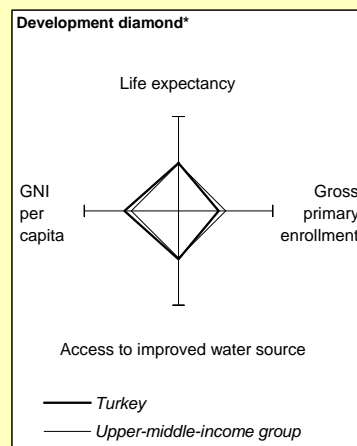 Development diamond*
Life expectancy
GNI
per
capita
Gross
primary
enrollment
Access to improved water source
Turkey
Upper-middle-income group